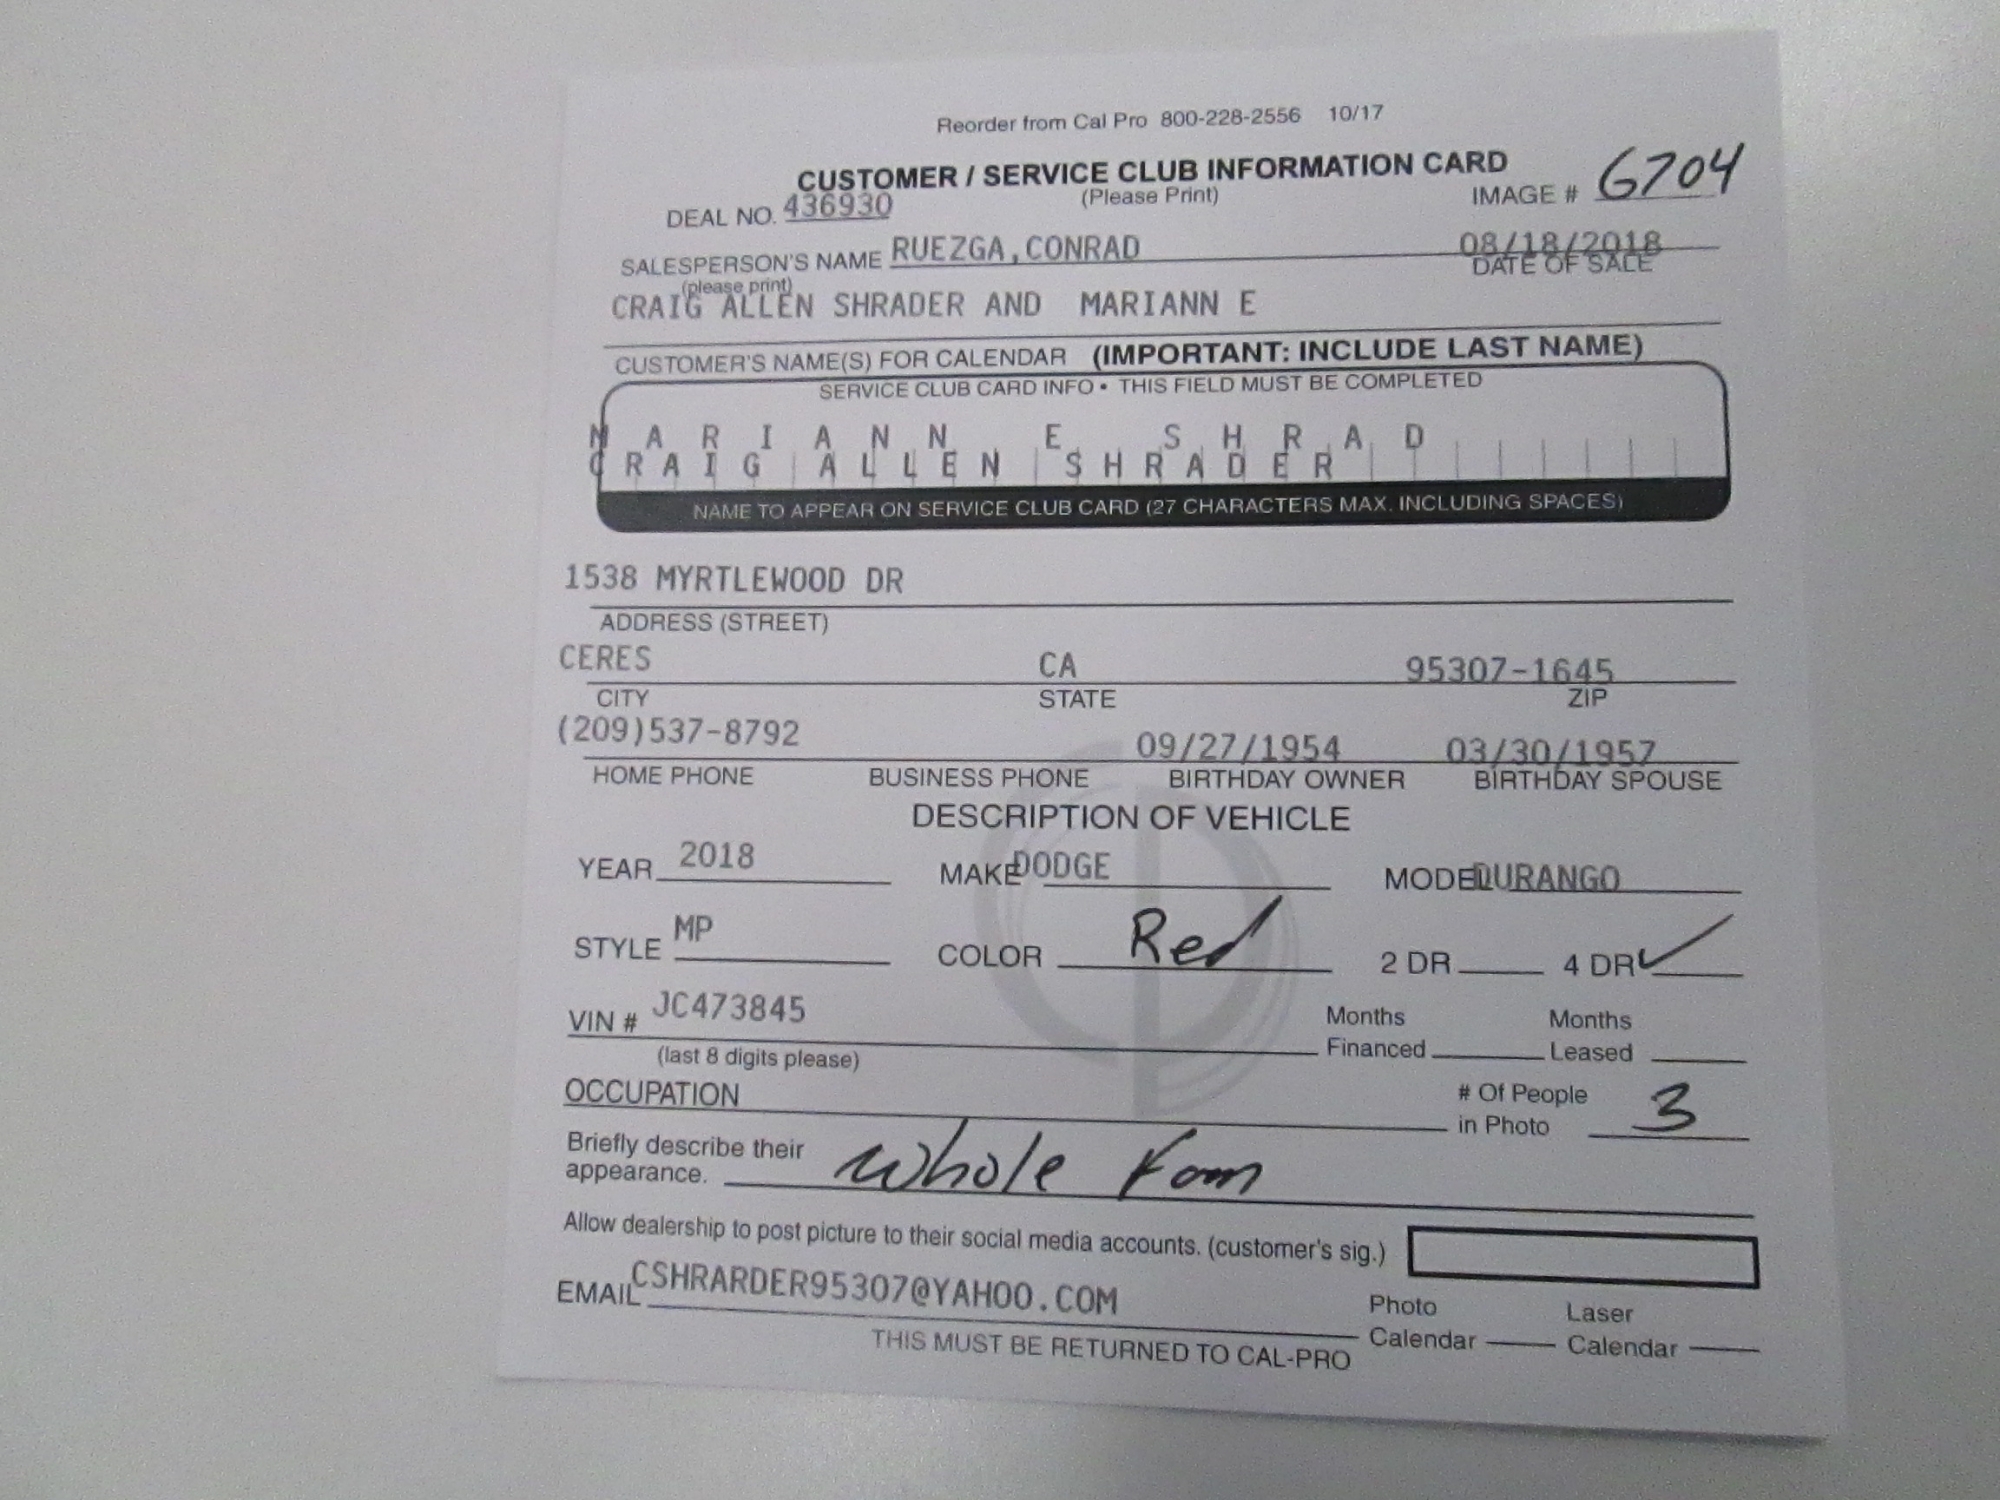 Reorder from Cal Pro 800-228-2556 10/17
CUSTOMER / SERVICE CLUB INFORMATION CARD
(Please Print)
IMAGE # 6704
DEAL NO. 436930
SALESPERSON'S NAME RUEZGA,CONRAD
(please print)
08/18/2018
DATE OF SALE
CRAIG ALLEN SHRADER AND MARIANN E
CUSTOMER'S NAME(S) FOR CALENDAR (IMPORTANT: INCLUDE LAST NAME)
SERVICE CLUB CARD INFO • THIS FIELD MUST BE COMPLETED
MARIANN E SHRAD
CRAIG ALLEN SHRADER
NAME TO APPEAR ON SERVICE CLUB CARD (27 CHARACTERS MAX. INCLUDING SPACES)
1538 MYRTLEWOOD DR
ADDRESS (STREET)
CERES CA 95307-1645
CITY STATE ZIP
(209)537-8792 09/27/1954 03/30/1957
HOME PHONE BUSINESS PHONE BIRTHDAY OWNER BIRTHDAY SPOUSE
DESCRIPTION OF VEHICLE
YEAR 2018 MAKE DODGE MODEL DURANGO
STYLE MP COLOR Red 2 DR 4 DR ✓
VIN # JC473845
(last 8 digits please)
Months Financed
Months Leased
OCCUPATION
# Of People in Photo 3
Briefly describe their
appearance. Whole Fam
Allow dealership to post picture to their social media accounts. (customer's sig.)
EMAIL CSHRARDER95307@YAHOO.COM
Photo Calendar
Laser Calendar
THIS MUST BE RETURNED TO CAL-PRO